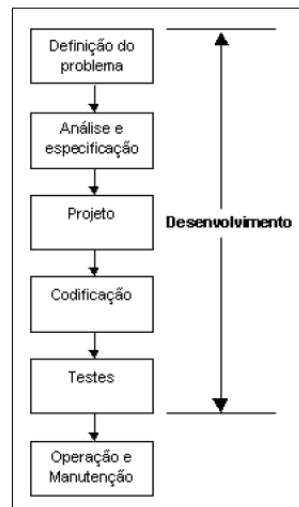 Definição do
problema
Análise e
especificação
Projeto
Desenvolvimento
Codificação
Testes
Operação e
Manutenção